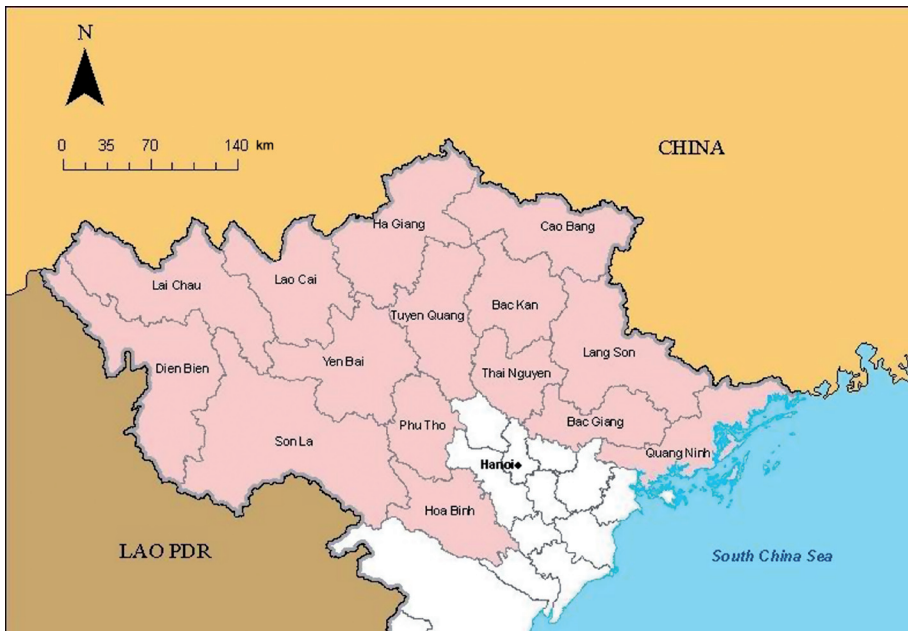 N
0 35 70 140 km
CHINA
Ha Giang
Cao Bang
Lai Chau
Lao Cai
Bac Kan
Tuyen Quang
Lang Son
Dien Bien
Yen Bai
Thai Nguyen
Phu Tho
Bac Giang
Son La
Quang Ninh
Hanoi
Hoa Binh
LAO PDR
South China Sea